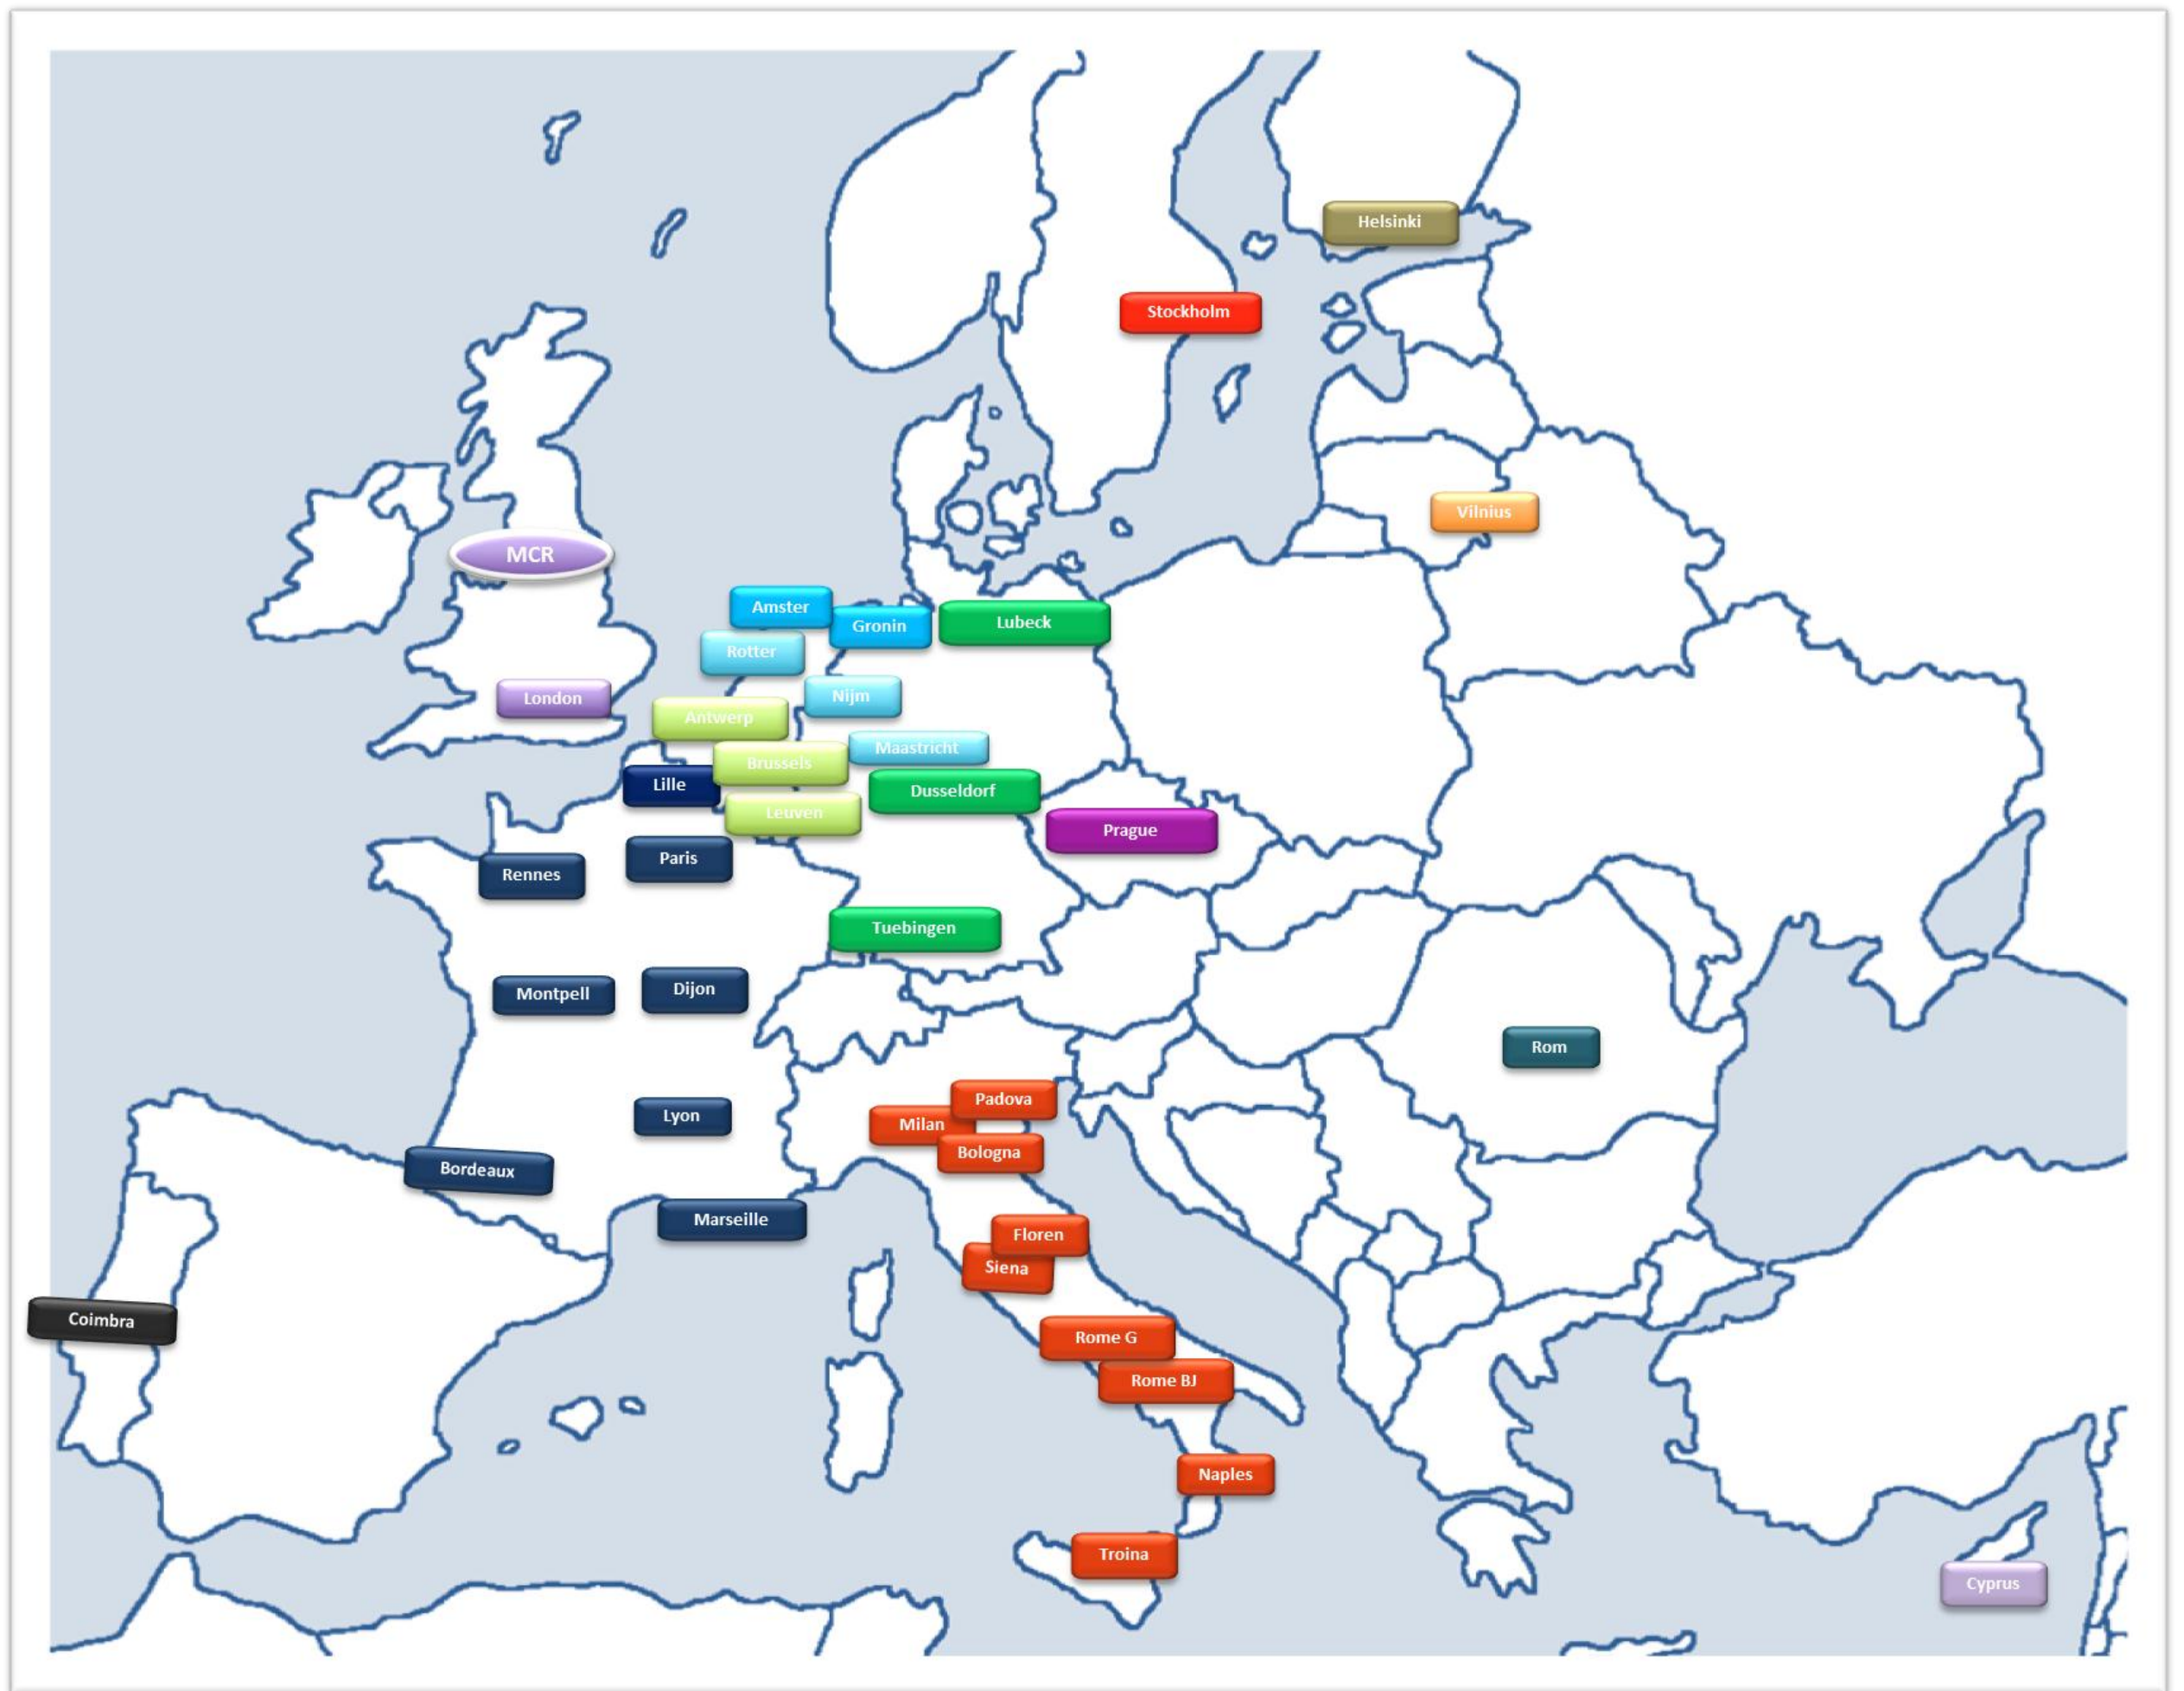 Helsinki
Stockholm
Vilnius
MCR
Amster
Gronin
Lubeck
Rotter
London
Nijm
Antwerp
Maastricht
Brussels
Lille
Dusseldorf
Leuven
Prague
Paris
Rennes
Tuebingen
Montpell
Dijon
Rom
Padova
Lyon
Milan
Bologna
Bordeaux
Marseille
Floren
Siena
Coimbra
Rome G
Rome BJ
Naples
Troina
Cyprus